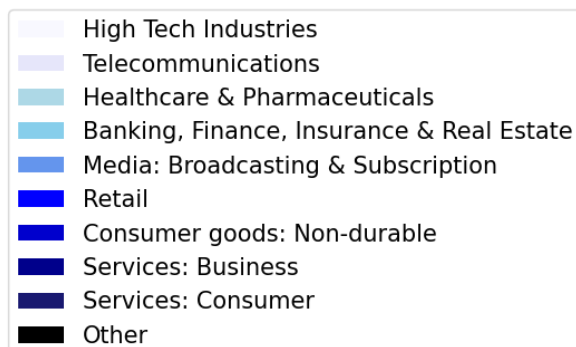 High Tech Industries
Telecommunications
Healthcare & Pharmaceuticals
Banking, Finance, Insurance & Real Estate
Media: Broadcasting & Subscription
Retail
Consumer goods: Non-durable
Services: Business
Services: Consumer
Other